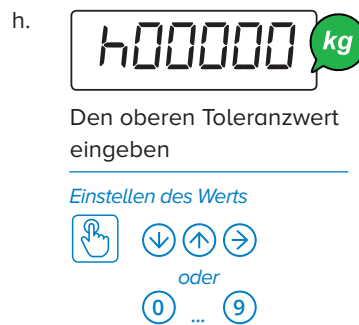 h.
h00000
kg
Den oberen Toleranzwert
eingeben
Einstellen des Werts
oder
0 ... 9